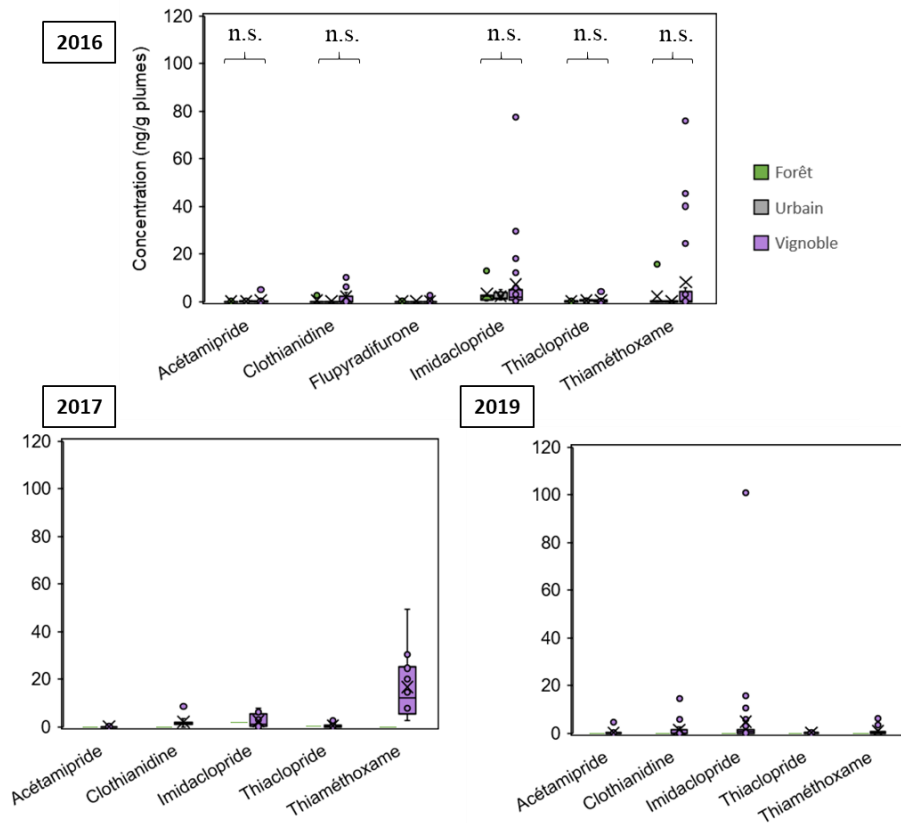 2016
Concentration (ng/g plumes)
120
100
80
60
40
20
0
n.s.
n.s.
n.s.
n.s.
n.s.
Acétamipride
Clothianidine
Flupyradifurone
Imidaclopride
Thiaclopride
Thiaméthoxame
Forêt
Urbain
Vignoble
2017
120
100
80
60
40
20
0
Acétamipride
Clothianidine
Imidaclopride
Thiaclopride
Thiaméthoxame
2019
120
100
80
60
40
20
0
Acétamipride
Clothianidine
Imidaclopride
Thiaclopride
Thiaméthoxame